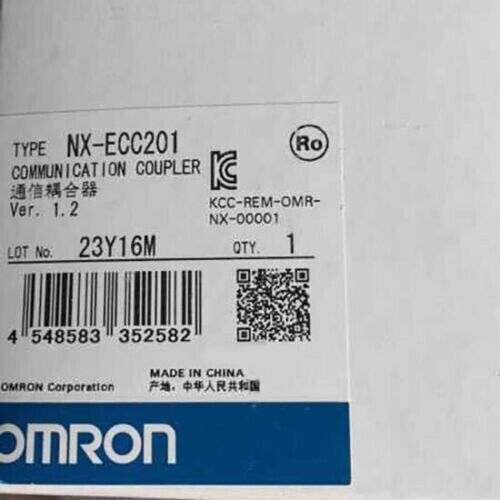 TYPE NX-ECC201
COMMUNICATION COUPLER
通信耦合器
Ver. 1.2
Ro
KCC-REM-OMR-
NX-00001
LOT No. 23Y16M QTY. 1
4 548583 352582
MADE IN CHINA
OMRON Corporation 产地：中华人民共和国
OMRON